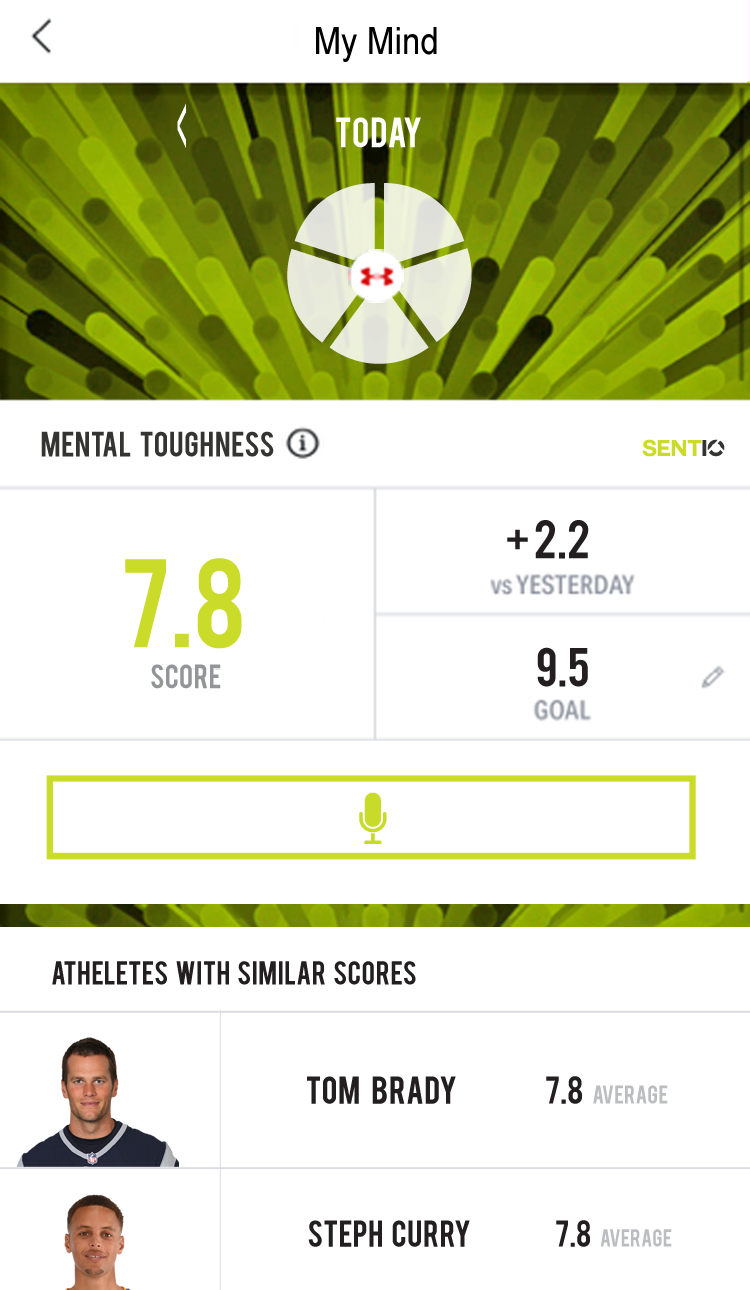 My Mind
TODAY
MENTAL TOUGHNESS
SENTIO
+2.2
vs YESTERDAY
7.8
SCORE
9.5
GOAL
ATHELETES WITH SIMILAR SCORES
TOM BRADY 7.8 AVERAGE
STEPH CURRY 7.8 AVERAGE